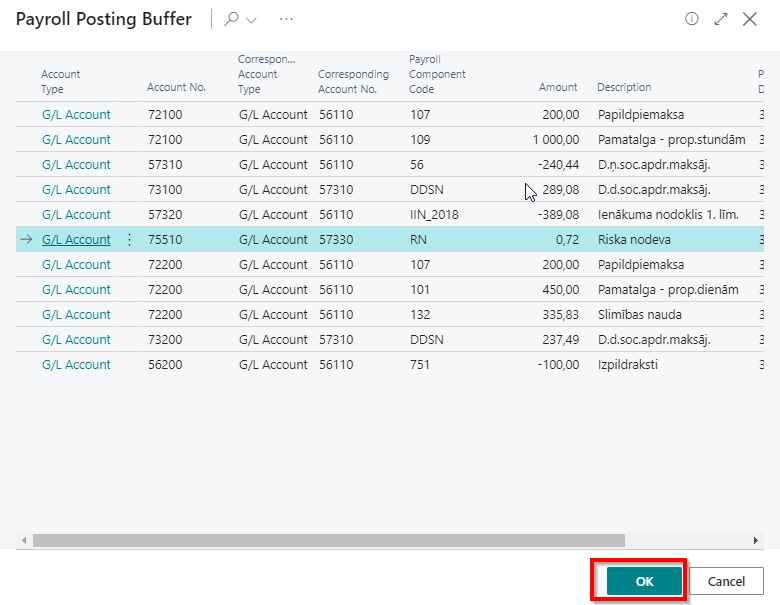 Payroll Posting Buffer
Account Type Account No. Correspon... Account Type Corresponding Account No. Payroll Component Code Amount Description P D
G/L Account 72100 G/L Account 56110 107 200,00 Papildpiemaksa 3
G/L Account 72100 G/L Account 56110 109 1 000,00 Pamatalga - prop.stundām 3
G/L Account 57310 G/L Account 56110 56 -240,44 D.ņ.soc.apdr.maksāj. 3
G/L Account 73100 G/L Account 57310 DDSN 289,08 D.d.soc.apdr.maksāj. 3
G/L Account 57320 G/L Account 56110 IIN_2018 -389,08 Ienākuma nodoklis 1. līm. 3
G/L Account 75510 G/L Account 57330 RN 0,72 Riska nodeva 3
G/L Account 72200 G/L Account 56110 107 200,00 Papildpiemaksa 3
G/L Account 72200 G/L Account 56110 101 450,00 Pamatalga - prop.dienām 3
G/L Account 72200 G/L Account 56110 132 335,83 Slimības nauda 3
G/L Account 73200 G/L Account 57310 DDSN 237,49 D.d.soc.apdr.maksāj. 3
G/L Account 56200 G/L Account 56110 751 -100,00 Izpildraksti 3
OK Cancel